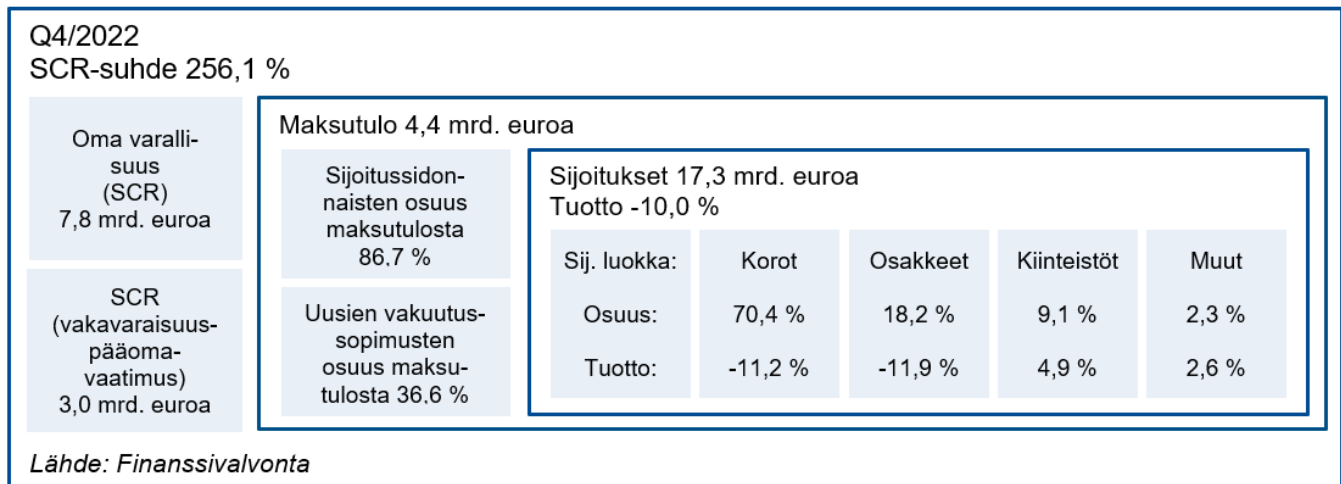 Q4/2022
SCR-suhde 256,1 %
Oma varalli-
suus
(SCR)
7,8 mrd. euroa
SCR
(vakavaraisuus-
pääoma-
vaatimus)
3,0 mrd. euroa
Maksutulo 4,4 mrd. euroa
Sijoitussidon-
naisten osuus
maksutulosta
86,7 %
Uusien vakuutus-
sopimusten
osuus maksu-
tulosta 36,6 %
Sijoitukset 17,3 mrd. euroa
Tuotto -10,0 %
Sij. luokka: Korot Osakkeet Kiinteistöt Muut
Osuus: 70,4 % 18,2 % 9,1 % 2,3 %
Tuotto: -11,2 % -11,9 % 4,9 % 2,6 %
Lähde: Finanssivalvonta